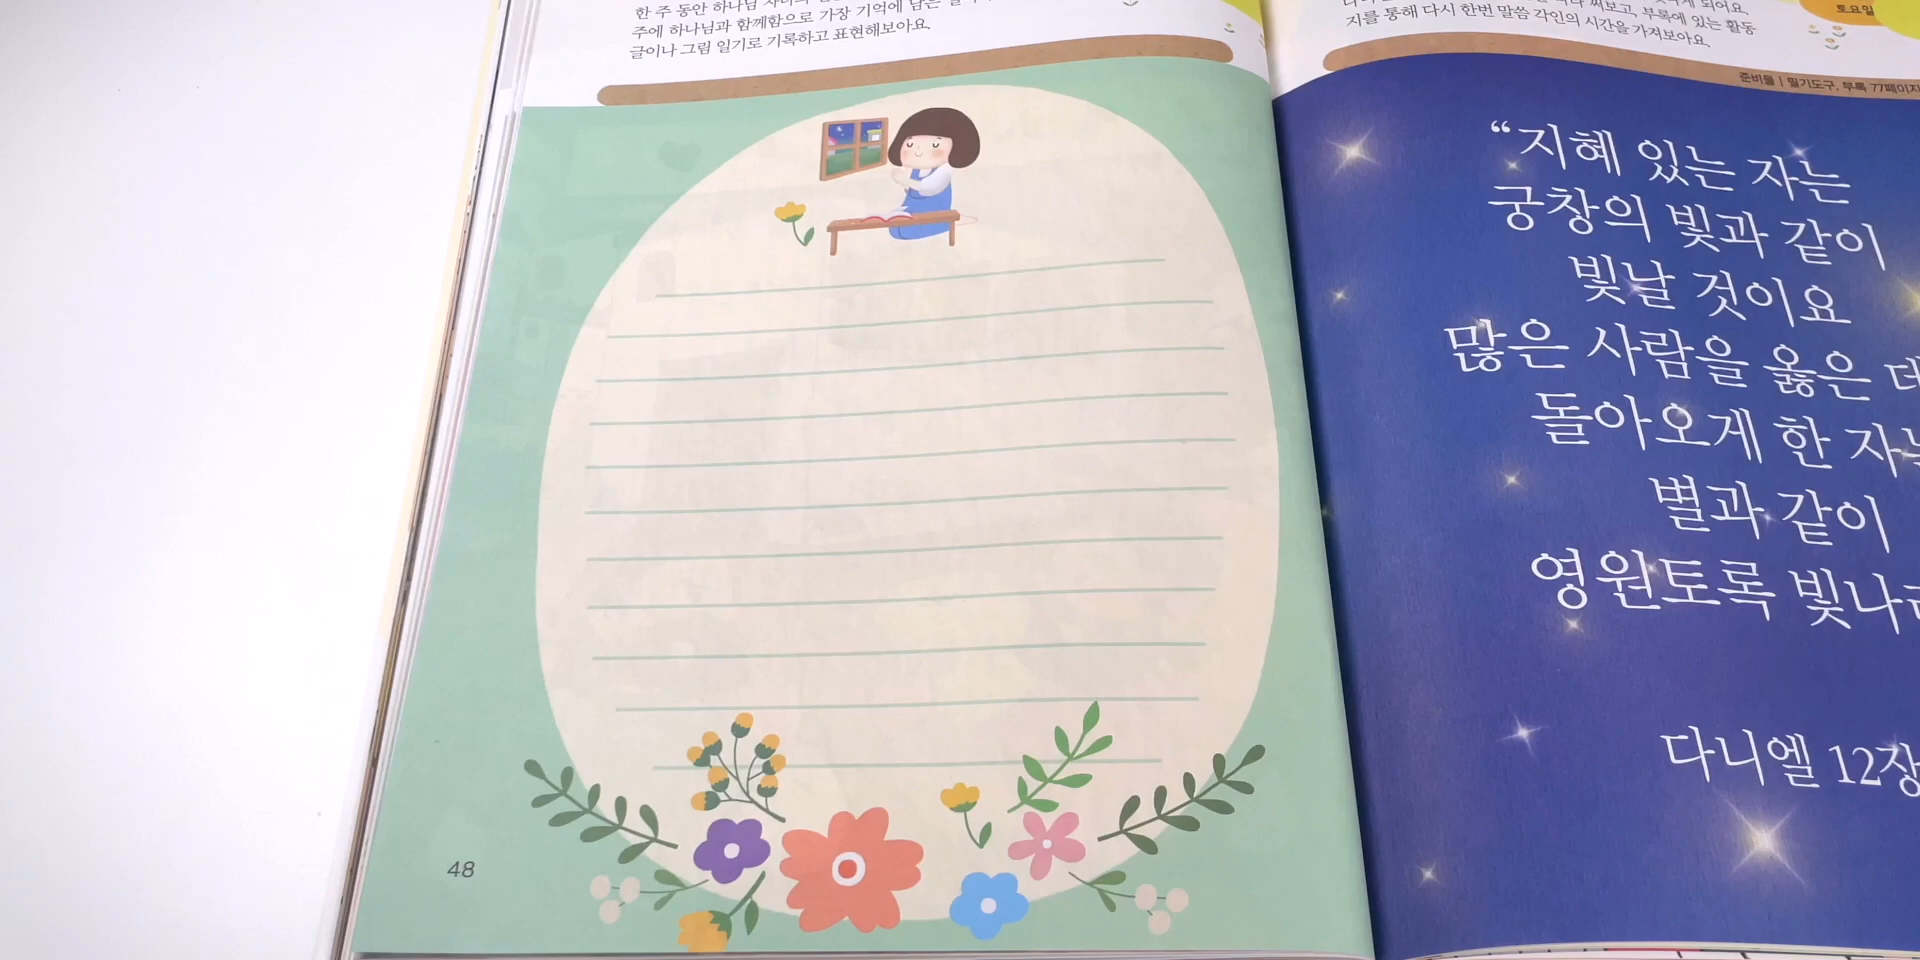 한 주 동안 하나님 자녀의
주에 하나님과 함께함으로 가장 기억에 남는
글이나 그림 일기로 기록하고 표현해보아요.
48
써보고, 부록에 있는 활동
지를 통해 다시 한번 말씀 각인의 시간을 가져보아요.
토요일
준비물 | 필기도구, 부록 77페이지
“지혜 있는 자는
궁창의 빛과 같이
빛날 것이요
많은 사람을 옳은 데
돌아오게 한 자는
별과 같이
영원토록 빛나
다니엘 12장